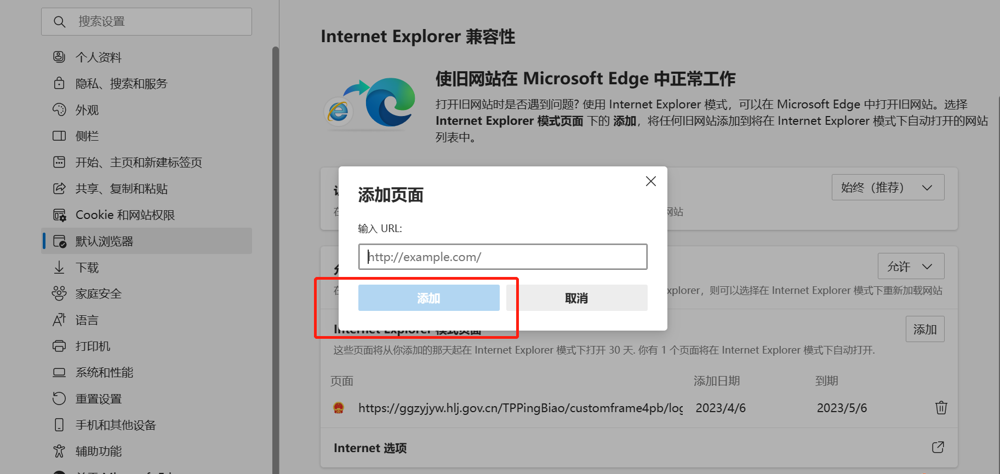 搜索设置
个人资料
隐私、搜索和服务
外观
侧栏
开始、主页和新建标签页
共享、复制和粘贴
Cookie 和网站权限
默认浏览器
下载
家庭安全
语言
打印机
系统和性能
重置设置
手机和其他设备
辅助功能
Internet Explorer 兼容性
使旧网站在 Microsoft Edge 中正常工作
打开旧网站时是否遇到问题? 使用 Internet Explorer 模式，可以在 Microsoft Edge 中打开旧网站。选择
Internet Explorer 模式页面 下的 添加，将任何旧网站添加到将在 Internet Explorer 模式下自动打开的网站
列表中。
始终（推荐）
网站
添加页面
输入 URL:
http://example.com/
添加
取消
允许
xplorer，则可以选择在 Internet Explorer 模式下重新加载网站
Internet Explorer 模式页面
添加
这些页面将从你添加的那天起在 Internet Explorer 模式下打开 30 天. 你有 1 个页面将在 Internet Explorer 模式下自动打开.
页面 添加日期 到期
https://ggzyjyw.hlj.gov.cn/TPPingBiao/customframe4pb/log 2023/4/6 2023/5/6
Internet 选项